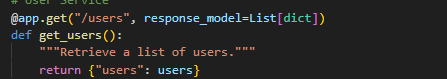 # User Service
@app.get("/users", response_model=List[dict])
def get_users():
    """Retrieve a list of users."""
    return {"users": users}